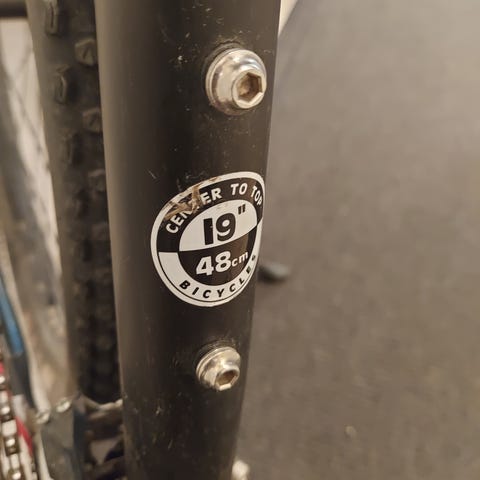 CENTER TO TOP
19"
48cm
BICYCLES